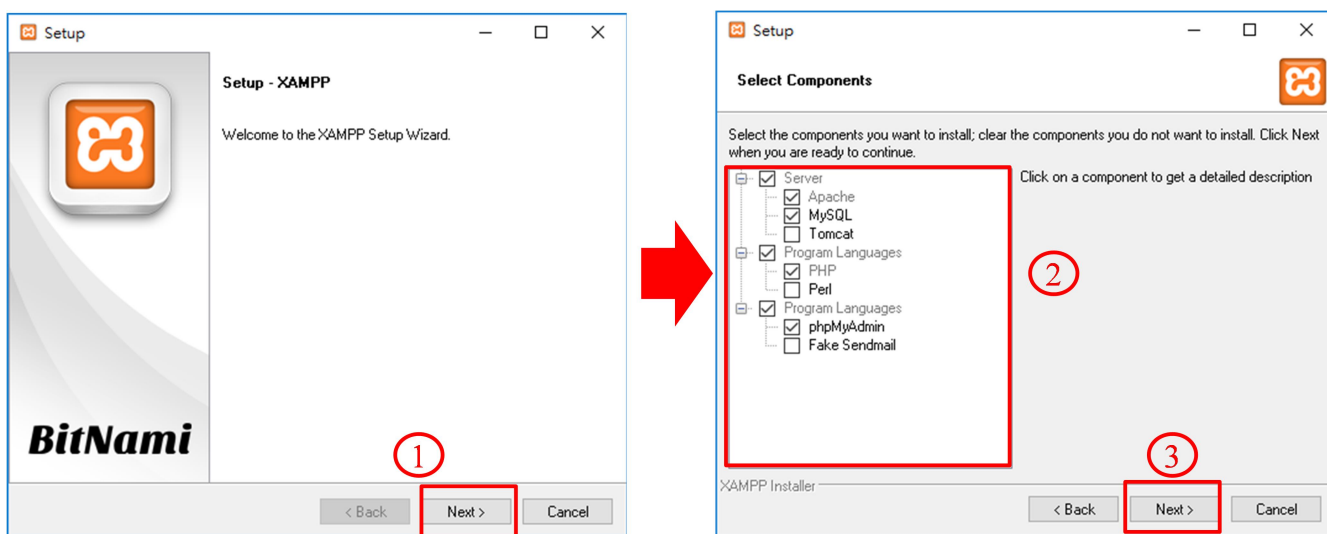 Setup
Setup - XAMPP
Welcome to the XAMPP Setup Wizard.
BitNami
1
< Back
Next >
Cancel
Setup
Select Components
Select the components you want to install; clear the components you do not want to install. Click Next
when you are ready to continue.
Server
Apache
MySQL
Tomcat
Program Languages
PHP
Perl
Program Languages
phpMyAdmin
Fake Sendmail
Click on a component to get a detailed description
2
3
XAMPP Installer
< Back
Next >
Cancel